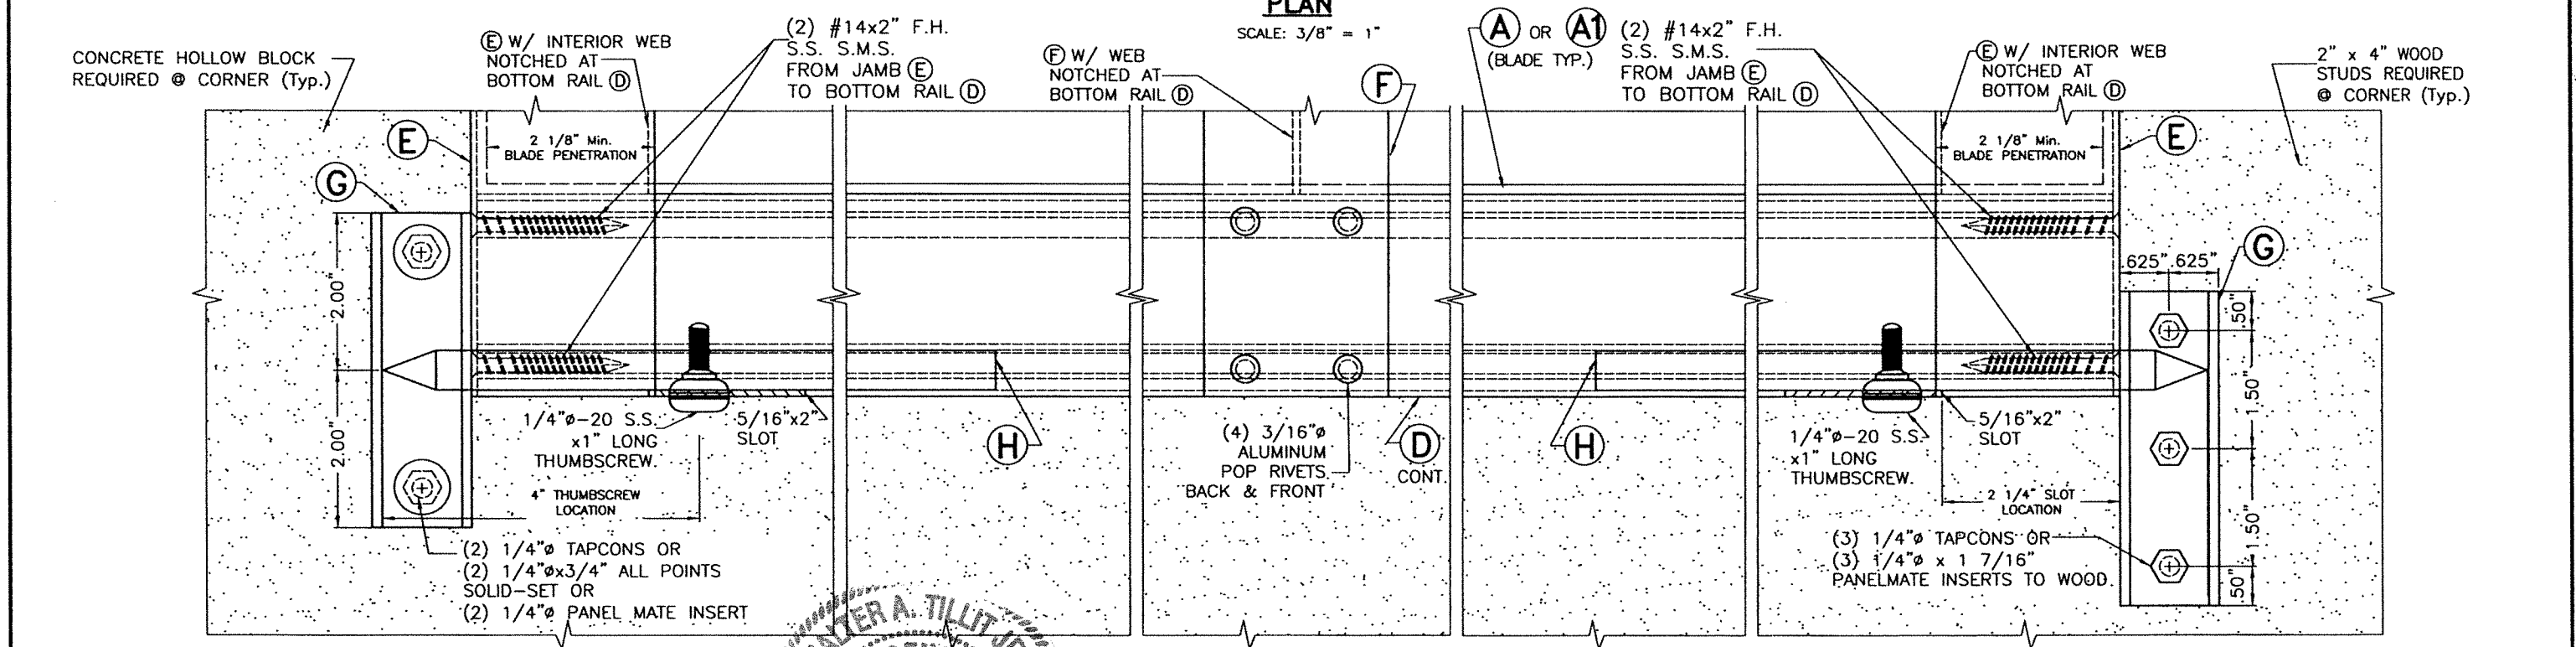 PLAN
SCALE: 3/8" = 1"
CONCRETE HOLLOW BLOCK
REQUIRED @ CORNER (Typ.)
E W/ INTERIOR WEB
NOTCHED AT
BOTTOM RAIL D
(2) #14x2" F.H.
S.S. S.M.S.
FROM JAMB E
TO BOTTOM RAIL D
F W/ WEB
NOTCHED AT
BOTTOM RAIL D
F
A OR A1
(BLADE TYP.)
(2) #14x2" F.H.
S.S. S.M.S.
FROM JAMB E
TO BOTTOM RAIL D
E W/ INTERIOR WEB
NOTCHED AT
BOTTOM RAIL D
2" x 4" WOOD
STUDS REQUIRED
@ CORNER (Typ.)
E
2 1/8" Min.
BLADE PENETRATION
2 1/8" Min.
BLADE PENETRATION
E
G
G
.625" .625"
2.00"
2.00"
.50"
1.50"
1.50"
.50"
1/4"ø-20 S.S.
x1" LONG
THUMBSCREW.
5/16"x2"
SLOT
H
(4) 3/16"ø
ALUMINUM
POP RIVETS
BACK & FRONT
D
CONT.
H
1/4"ø-20 S.S.
x1" LONG
THUMBSCREW.
5/16"x2"
SLOT
4" THUMBSCREW
LOCATION
2 1/4" SLOT
LOCATION
(2) 1/4"ø TAPCONS OR
(2) 1/4"øx3/4" ALL POINTS
SOLID-SET OR
(2) 1/4"ø PANEL MATE INSERT
(3) 1/4"ø TAPCONS OR
(3) 1/4"ø x 1 7/16"
PANELMATE INSERTS TO WOOD.
A. TILLIT